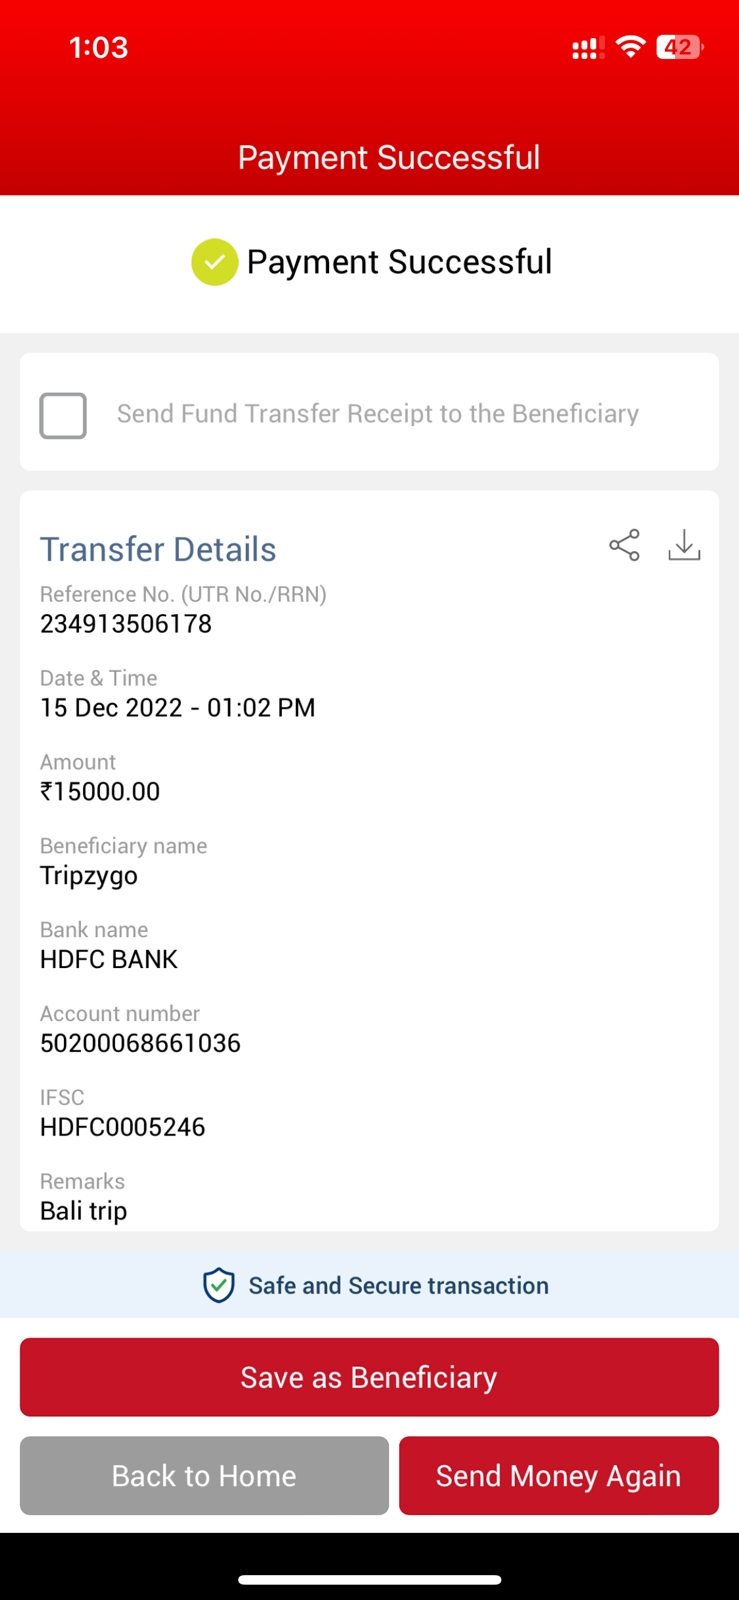 1:03
42
Payment Successful
Payment Successful
Send Fund Transfer Receipt to the Beneficiary
Transfer Details
Reference No. (UTR No./RRN)
234913506178
Date & Time
15 Dec 2022 - 01:02 PM
Amount
₹15000.00
Beneficiary name
Tripzygo
Bank name
HDFC BANK
Account number
50200068661036
IFSC
HDFC0005246
Remarks
Bali trip
Safe and Secure transaction
Save as Beneficiary
Back to Home
Send Money Again